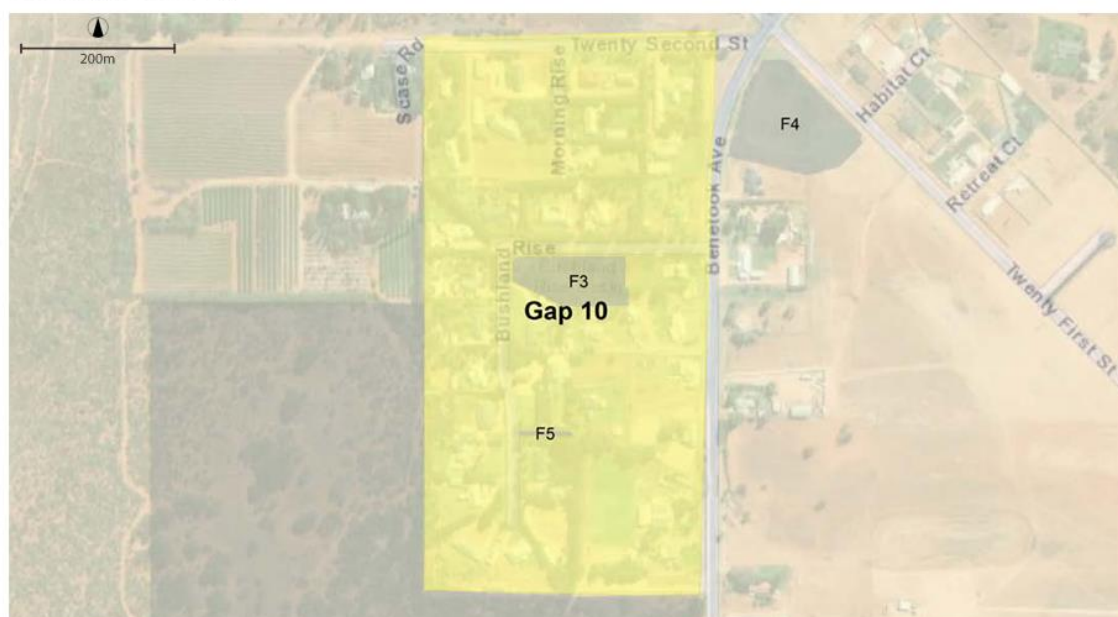 200m
Twenty Second St
Scase Rd
Morning Rise
Habitat Ct
F4
Retreat Ct
Benetook Ave
Bushland Rise
F3
Gap 10
Twenty First St
F5